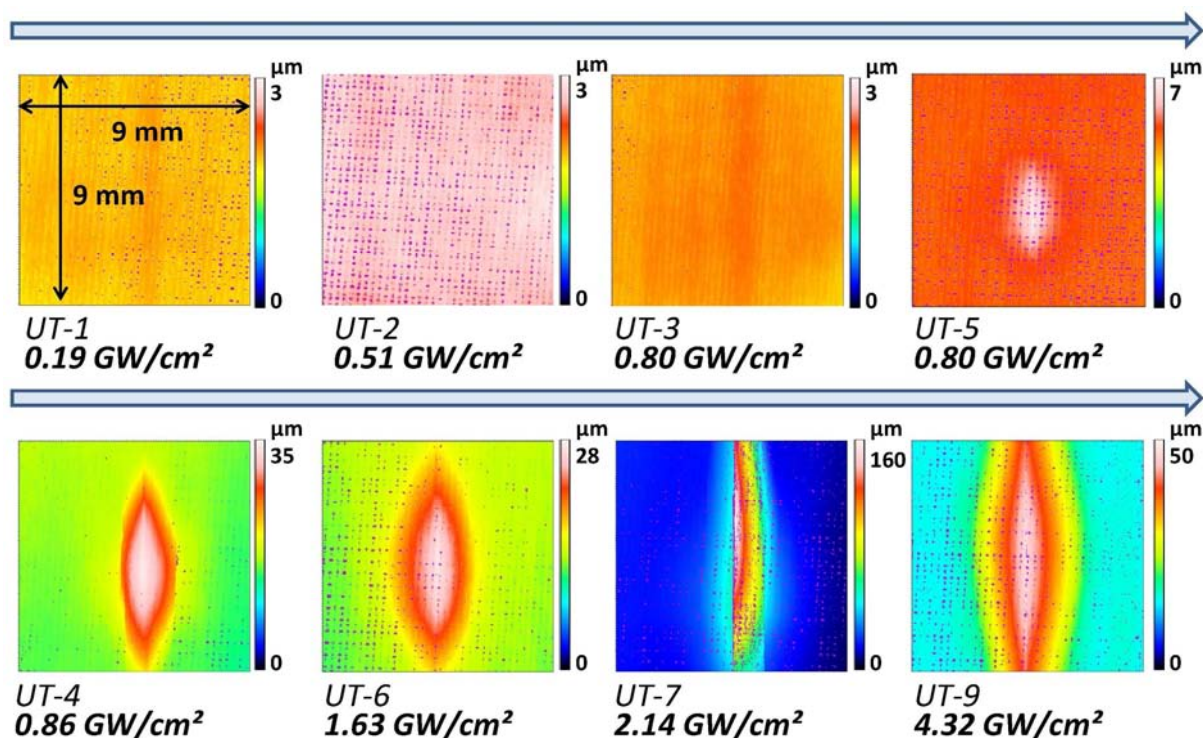 µm
3
9 mm
9 mm
0
UT-1
0.19 GW/cm²
µm
3
0
UT-2
0.51 GW/cm²
µm
3
0
UT-3
0.80 GW/cm²
µm
7
0
UT-5
0.80 GW/cm²
µm
35
0
UT-4
0.86 GW/cm²
µm
28
0
UT-6
1.63 GW/cm²
µm
160
0
UT-7
2.14 GW/cm²
µm
50
0
UT-9
4.32 GW/cm²